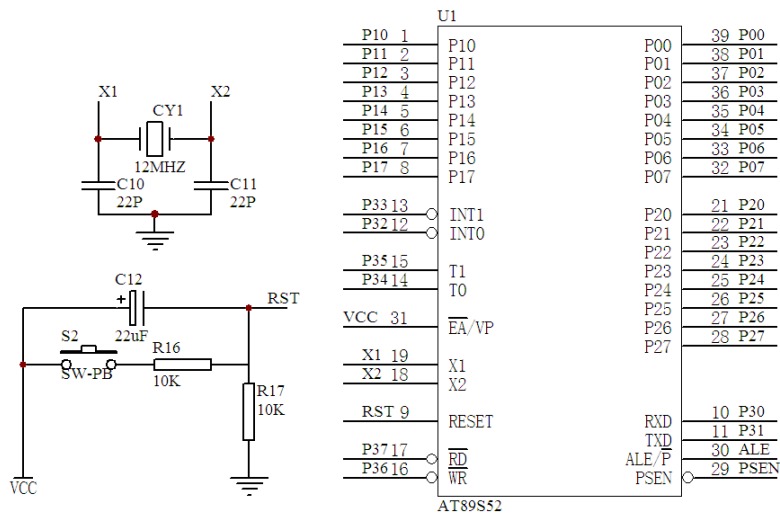 X1 X2
CY1
12MHZ
C10 C11
22P 22P
C12
RST
22uF
S2
R16
SW-PB
10K
R17
10K
VCC
U1
P10 1 P10 P00 39 P00
P11 2 P11 P01 38 P01
P12 3 P12 P02 37 P02
P13 4 P13 P03 36 P03
P14 5 P14 P04 35 P04
P15 6 P15 P05 34 P05
P16 7 P16 P06 33 P06
P17 8 P17 P07 32 P07
P33 13 INT1 P20 21 P20
P32 12 INT0 P21 22 P21
P22 23 P22
P35 15 T1 P23 24 P23
P34 14 T0 P24 25 P24
P25 26 P25
VCC 31 EA/VP P26 27 P26
P27 28 P27
X1 19 X1
X2 18 X2
RST 9 RESET RXD 10 P30
TXD 11 P31
P37 17 RD ALE/P 30 ALE
P36 16 WR PSEN 29 PSEN
AT89S52